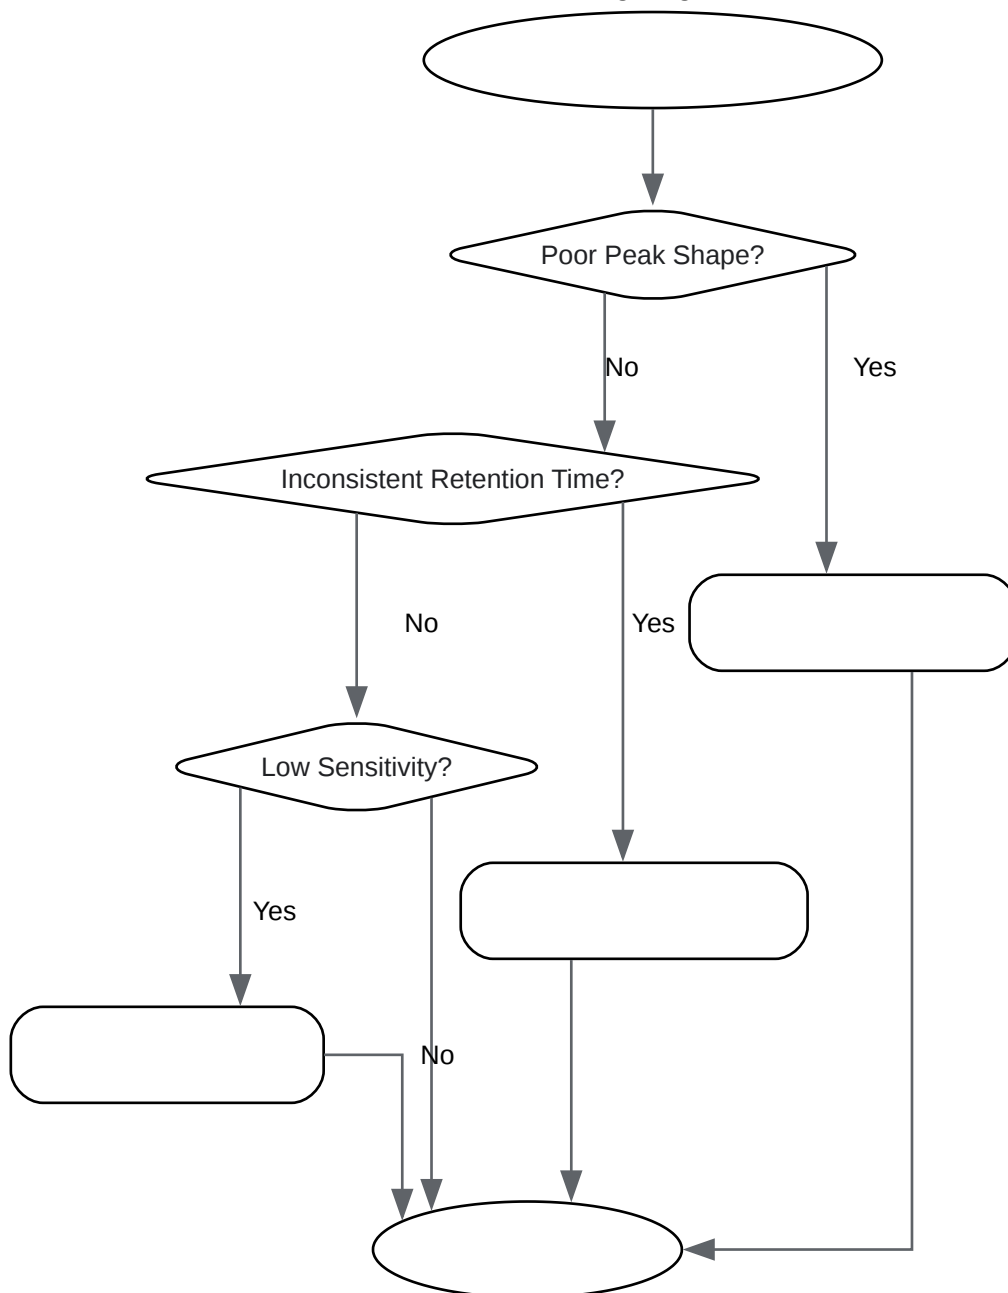 Poor Peak Shape?
No
Yes
Inconsistent Retention Time?
No
Yes
Low Sensitivity?
Yes
No